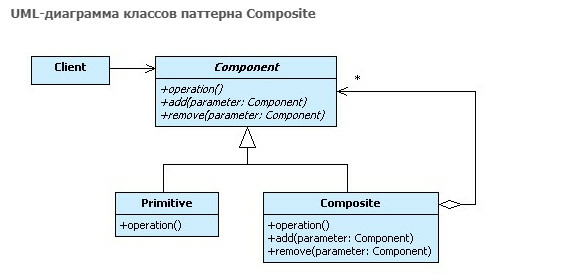 UML-диаграмма классов паттерна Composite
Client
Component
+operation()
+add(parameter: Component)
+remove(parameter: Component)
*
Primitive
+operation()
Composite
+operation()
+add(parameter: Component)
+remove(parameter: Component)